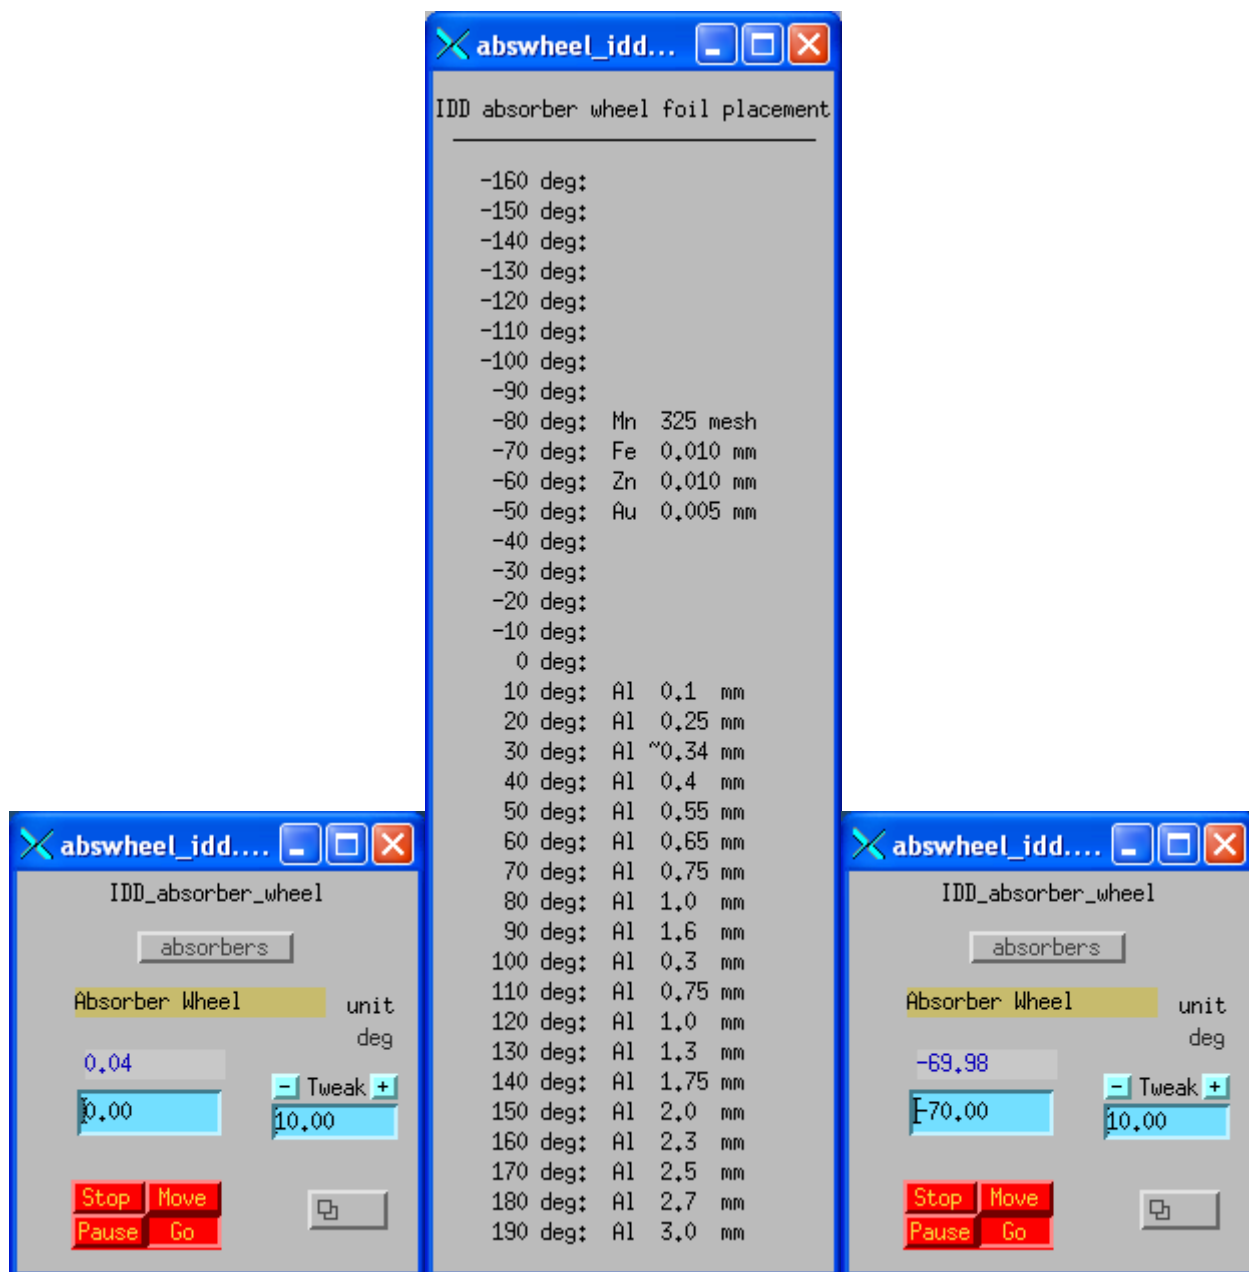 abswheel_idd...
IDD absorber wheel foil placement
-160 deg:
-150 deg:
-140 deg:
-130 deg:
-120 deg:
-110 deg:
-100 deg:
-90 deg:
-80 deg: Mn 325 mesh
-70 deg: Fe 0.010 mm
-60 deg: Zn 0.010 mm
-50 deg: Au 0.005 mm
-40 deg:
-30 deg:
-20 deg:
-10 deg:
0 deg:
10 deg: Al 0.1 mm
20 deg: Al 0.25 mm
30 deg: Al ~0.34 mm
40 deg: Al 0.4 mm
50 deg: Al 0.55 mm
60 deg: Al 0.65 mm
70 deg: Al 0.75 mm
80 deg: Al 1.0 mm
90 deg: Al 1.6 mm
100 deg: Al 0.3 mm
110 deg: Al 0.75 mm
120 deg: Al 1.0 mm
130 deg: Al 1.3 mm
140 deg: Al 1.75 mm
150 deg: Al 2.0 mm
160 deg: Al 2.3 mm
170 deg: Al 2.5 mm
180 deg: Al 2.7 mm
190 deg: Al 3.0 mm
abswheel_idd....
IDD_absorber_wheel
absorbers
Absorber Wheel unit
deg
0.04
- Tweak +
0.00
10.00
Stop Move
Pause Go
abswheel_idd....
IDD_absorber_wheel
absorbers
Absorber Wheel unit
deg
-69.98
- Tweak +
-70.00
10.00
Stop Move
Pause Go